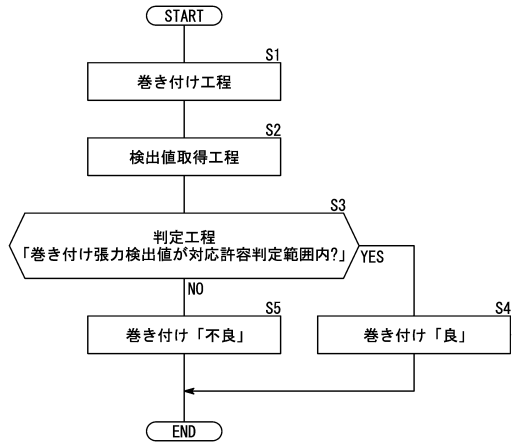 START
S1
巻き付け工程
S2
検出値取得工程
S3
判定工程
「巻き付け張力検出値が対応許容判定範囲内?」
YES
NO
S5
巻き付け「不良」
S4
巻き付け「良」
END